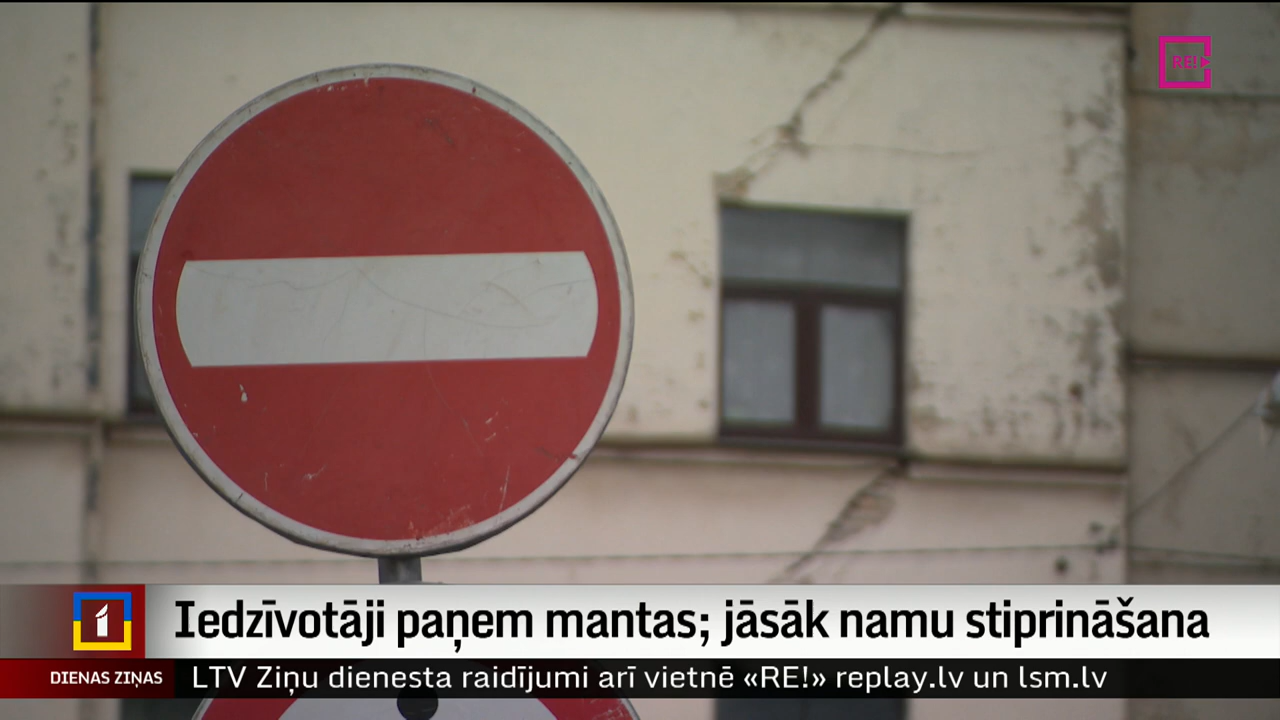 RE!
Iedzīvotāji paņem mantas; jāsāk namu stiprināšana
1
DIENAS ZIŅAS
LTV Ziņu dienesta raidījumi arī vietnē «RE!» replay.lv un lsm.lv